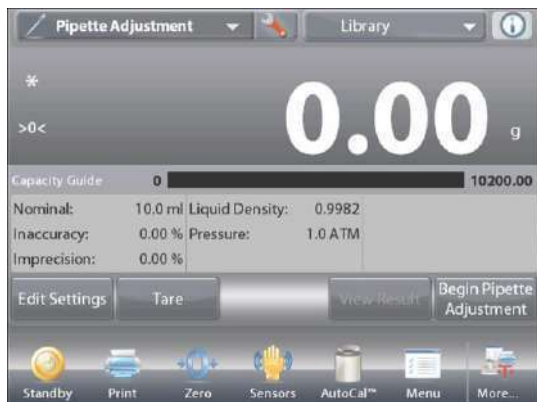 Pipette Adjustment Library
*
>0< 0.00 g
Capacity Guide 0 10200.00
Nominal: 10.0 ml Liquid Density: 0.9982
Inaccuracy: 0.00 % Pressure: 1.0 ATM
Imprecision: 0.00 %
Edit Settings Tare View Result Begin Pipette
Adjustment
Standby Print Zero Sensors AutoCal™ Menu More...